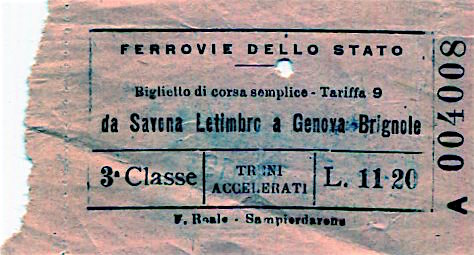 FERROVIE DELLO STATO
Biglietto di corsa semplice - Tariffa 9
da Savona Letimbro a Genova-Brignole
3ª Classe
TRENI
ACCELERATI
L. 11 20
F. Reale - Sampierdarena
A 004008